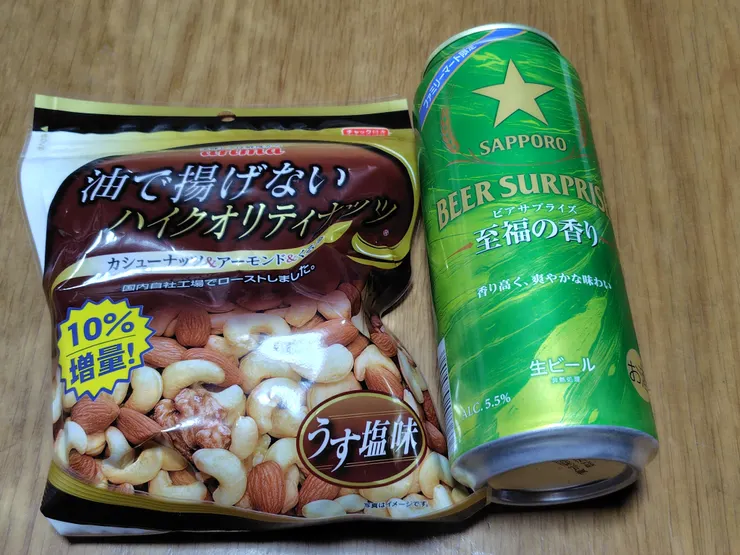 チャック付き
油で揚げない
ハイクオリティナッツ
カシューナッツ&アーモンド&
国内自社工場でローストしました。
10%
増量!
うす塩味
写真はイメージです。
ファミリーマート限定
SAPPORO
BEER SURPRIS
ビアサプライズ
至福の香り
香り高く、爽やかな味わい
生ビール
ALC. 5.5%
お